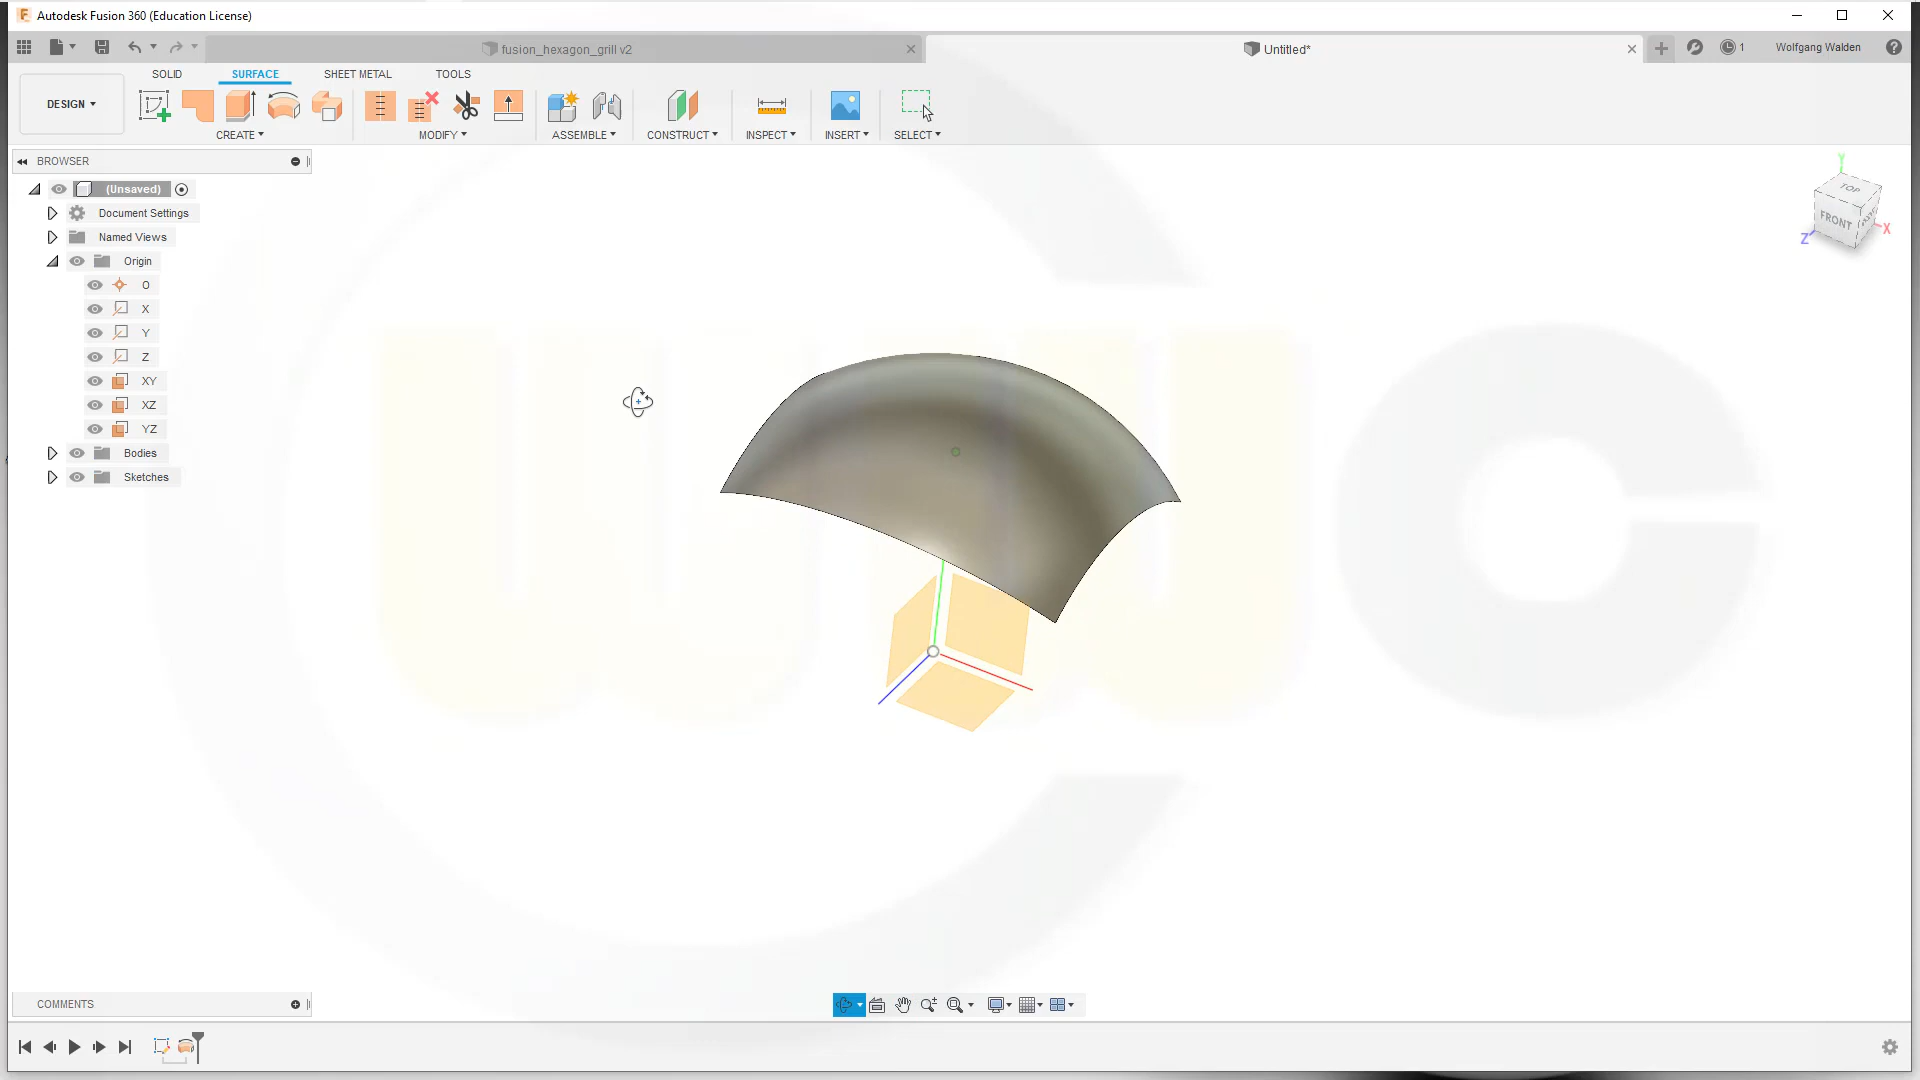 Autodesk Fusion 360 (Education License)
fusion_hexagon_grill v2
Untitled*
1
Wolfgang Walden
DESIGN
SOLID
SURFACE
SHEET METAL
TOOLS
CREATE
MODIFY
ASSEMBLE
CONSTRUCT
INSPECT
INSERT
SELECT
BROWSER
(Unsaved)
Document Settings
Named Views
Origin
O
X
Y
Z
XY
XZ
YZ
Bodies
Sketches
Y
TOP
FRONT
Z
X
COMMENTS